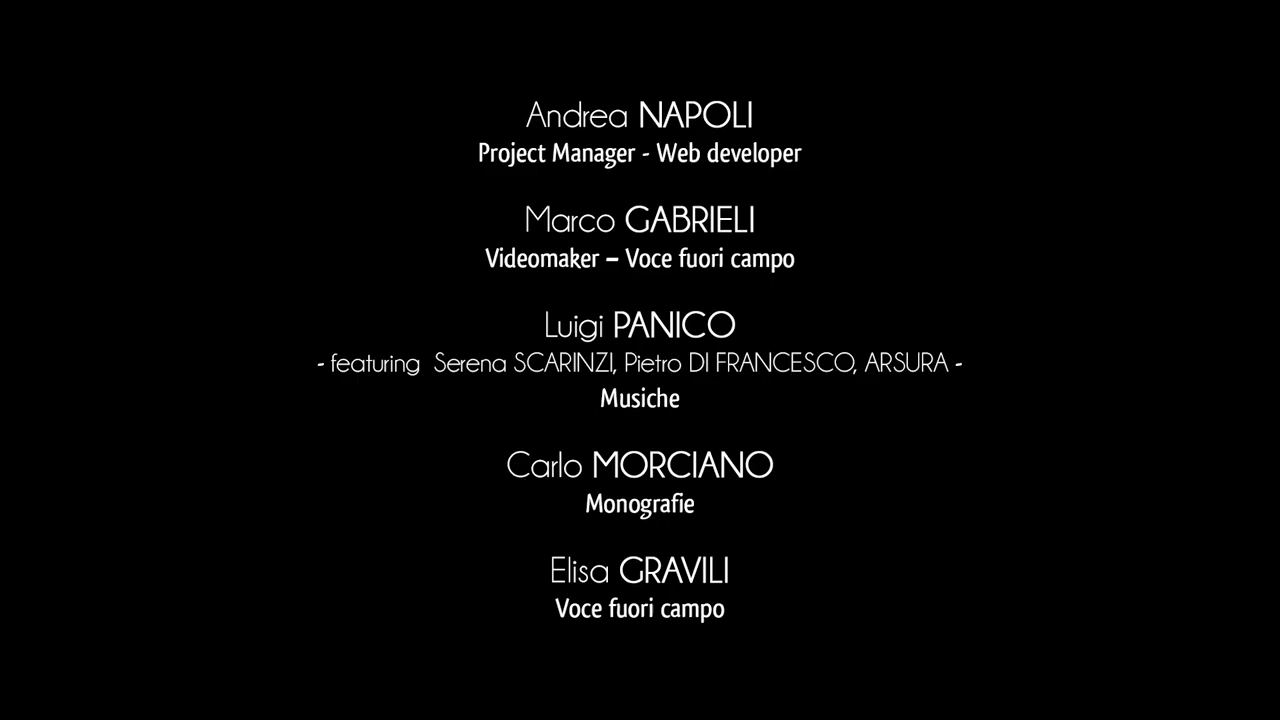 Andrea NAPOLI
Project Manager - Web developer
Marco GABRIELI
Videomaker – Voce fuori campo
Luigi PANICO
- featuring  Serena SCARINZI, Pietro DI FRANCESCO, ARSURA -
Musiche
Carlo MORCIANO
Monografie
Elisa GRAVILI
Voce fuori campo